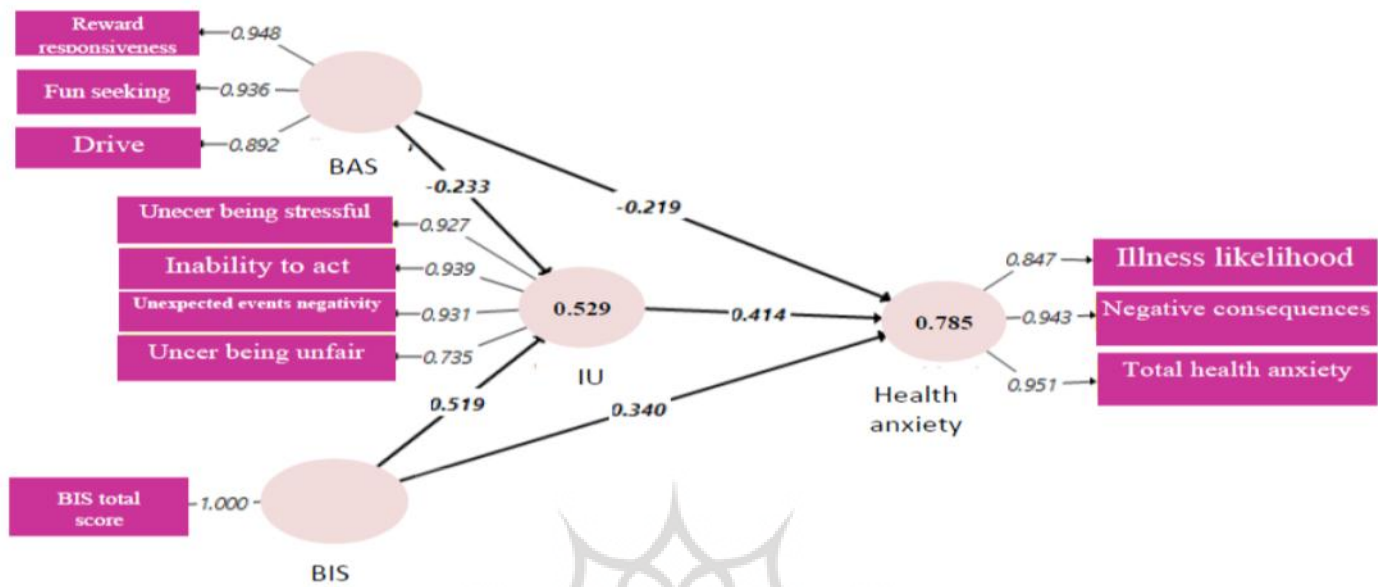 Reward
responsiveness
0.948
Fun seeking
0.936
Drive
0.892
BAS
-0.233
-0.219
Unecer being stressful
0.927
Inability to act
0.939
Unexpected events negativity
0.931
Uncer being unfair
0.735
0.529
IU
0.414
0.519
0.340
0.785
Health
anxiety
0.847
Illness likelihood
0.943
Negative consequences
0.951
Total health anxiety
BIS total
score
1.000
BIS